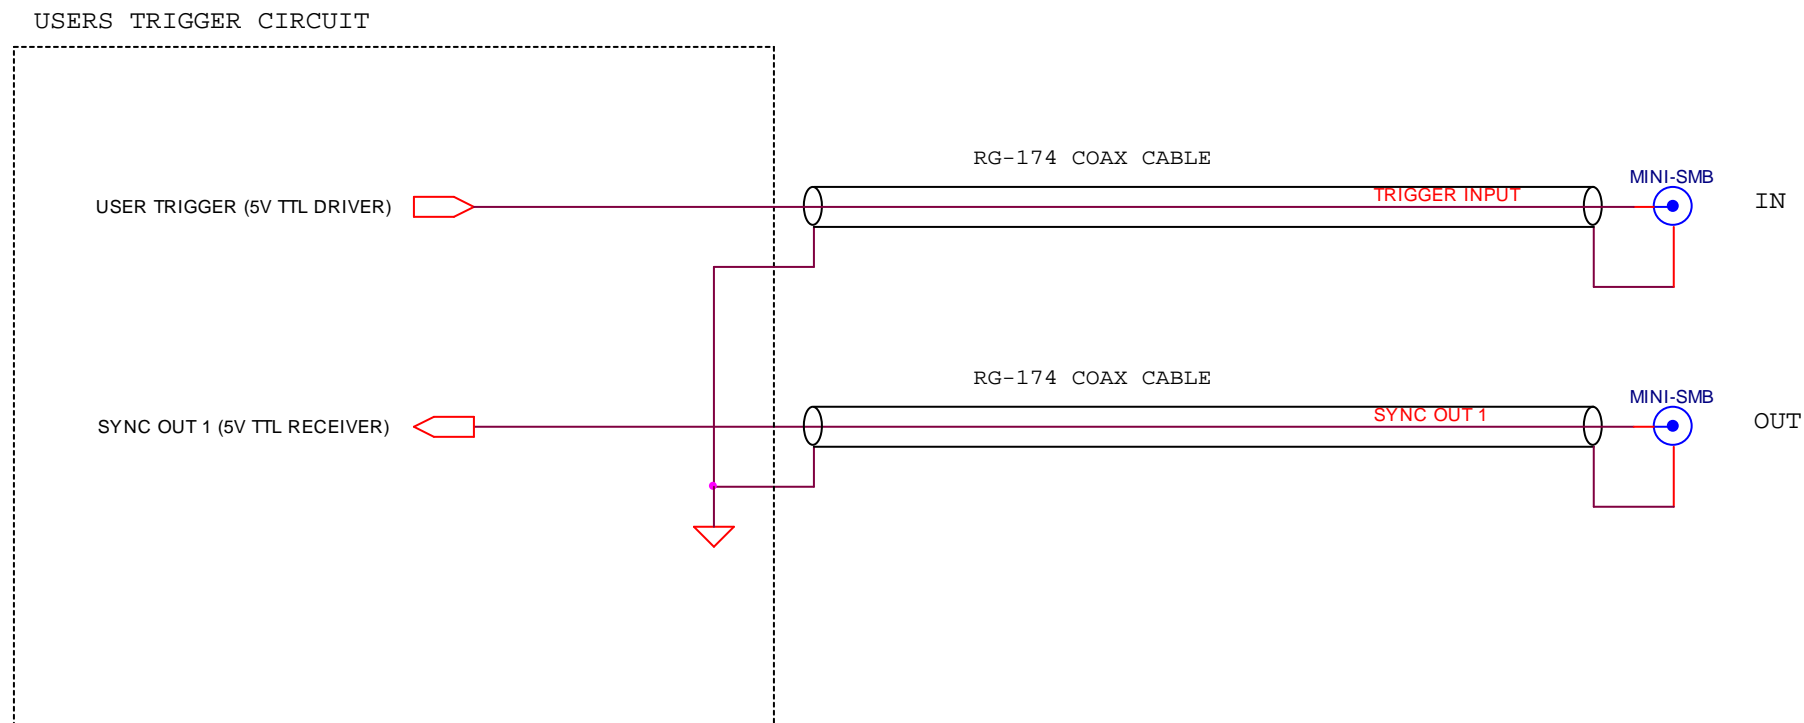 USERS TRIGGER CIRCUIT
RG-174 COAX CABLE
MINI-SMB
TRIGGER INPUT
IN
USER TRIGGER (5V TTL DRIVER)
RG-174 COAX CABLE
MINI-SMB
SYNC OUT 1
OUT
SYNC OUT 1 (5V TTL RECEIVER)